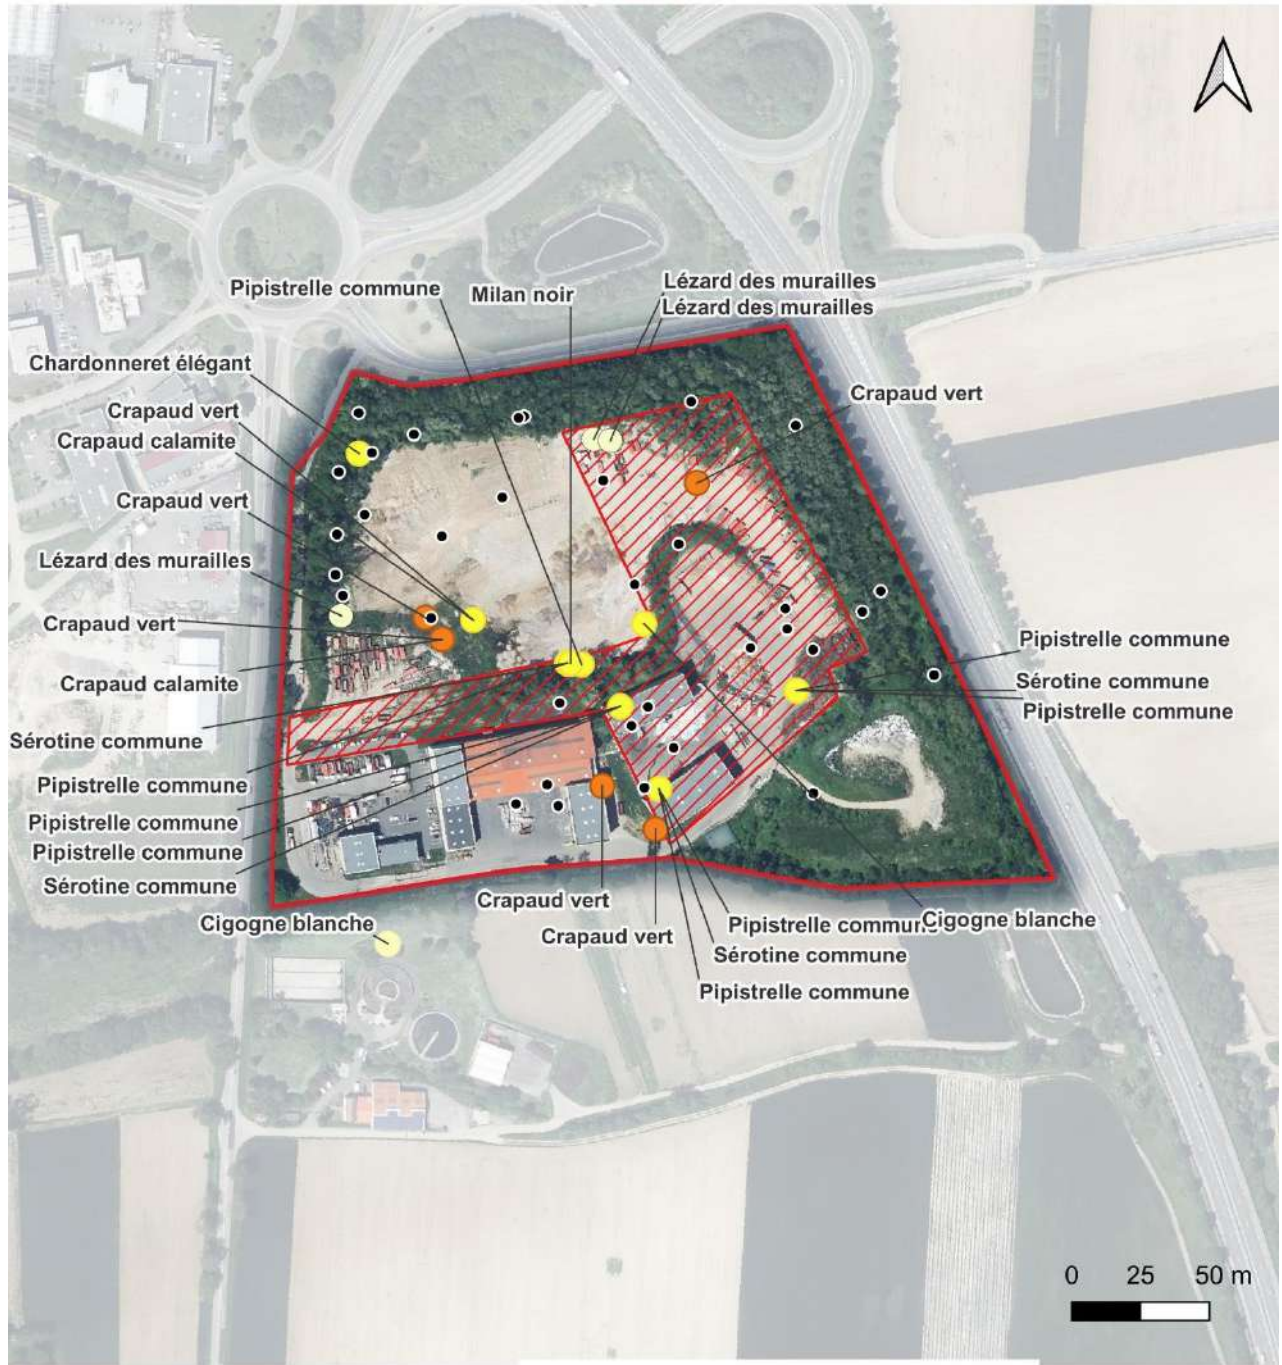 Lézard des murailles
Pipistrelle commune
Milan noir
Lézard des murailles
Chardonneret élégant
Crapaud vert
Crapaud vert
Crapaud calamite
Crapaud vert
Lézard des murailles
Crapaud vert
Pipistrelle commune
Crapaud calamite
Sérotine commune
Pipistrelle commune
Sérotine commune
Pipistrelle commune
Pipistrelle commune
Pipistrelle commune
Sérotine commune
Crapaud vert
Cigogne blanche
Pipistrelle commun
Cigogne blanche
Crapaud vert
Sérotine commune
Pipistrelle commune
0 25 50 m